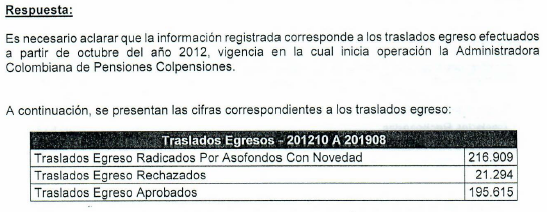 Respuesta:
Es necesario aclarar que la información registrada corresponde a los traslados egreso efectuados
a partir de octubre del año 2012, vigencia en la cual inicia operación la Administradora
Colombiana de Pensiones Colpensiones.
A continuación, se presentan las cifras correspondientes a los traslados egreso:
Traslados Egresos - 201210 A 201908
Traslados Egreso Radicados Por Asofondos Con Novedad 216.909
Traslados Egreso Rechazados 21.294
Traslados Egreso Aprobados 195.615